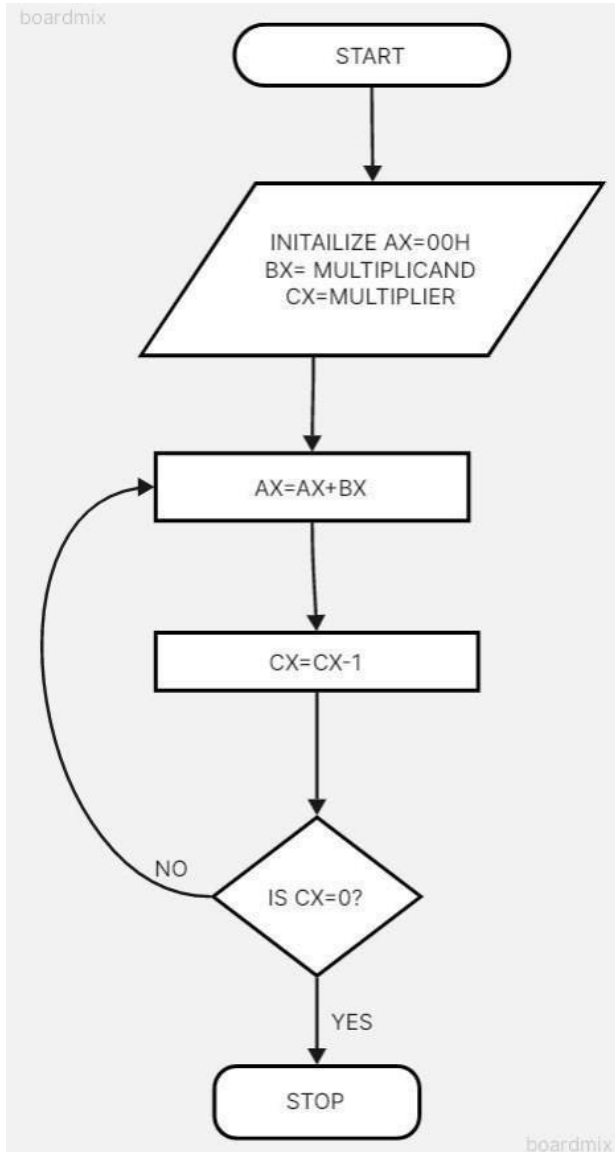 boardmix
START
INITAILIZE AX=00H
BX= MULTIPLICAND
CX=MULTIPLIER
AX=AX+BX
CX=CX-1
NO
IS CX=0?
YES
STOP
boardmix